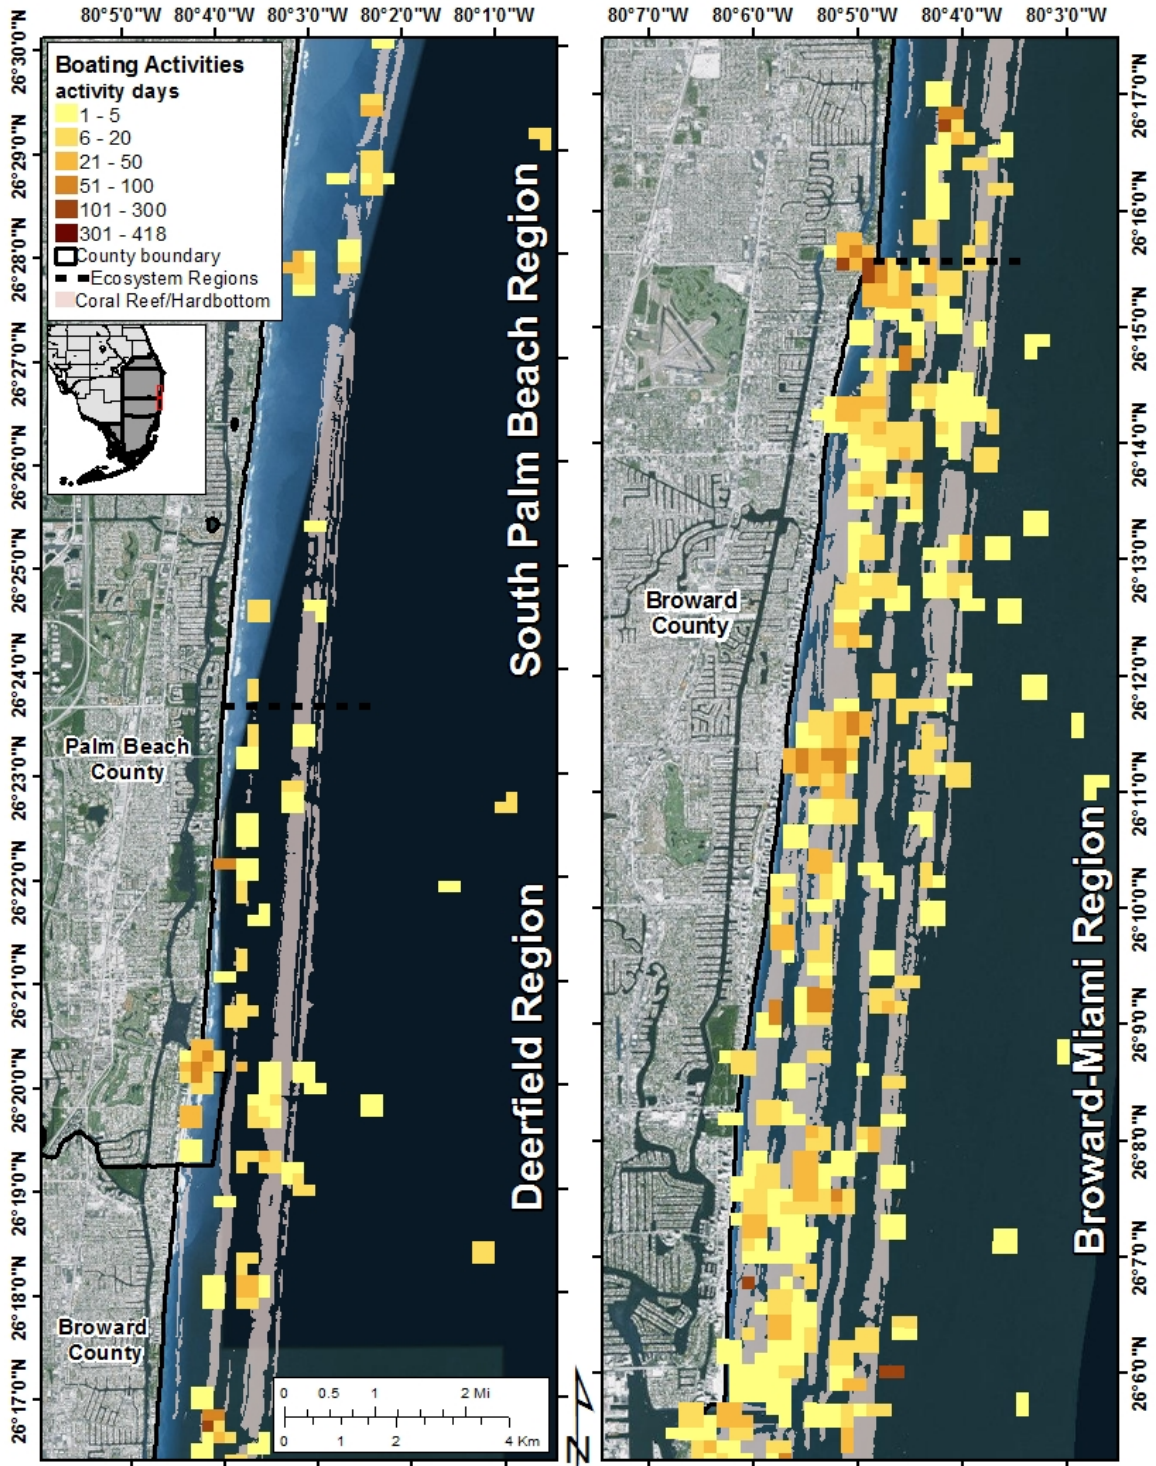 80°5'0"W 80°4'0"W 80°3'0"W 80°2'0"W 80°1'0"W
80°7'0"W 80°6'0"W 80°5'0"W 80°4'0"W 80°3'0"W
Boating Activities
activity days
1 - 5
6 - 20
21 - 50
51 - 100
101 - 300
301 - 418
County boundary
Ecosystem Regions
Coral Reef/Hardbottom
26°30'0"N
26°29'0"N
26°28'0"N
26°27'0"N
26°26'0"N
26°25'0"N
26°24'0"N
26°23'0"N
26°22'0"N
26°21'0"N
26°20'0"N
26°19'0"N
26°18'0"N
26°17'0"N
South Palm Beach Region
Deerfield Region
Palm Beach
County
Broward
County
0 0.5 1 2 Mi
0 1 2 4 Km
N
Broward
County
Broward-Miami Region
26°17'0"N
26°16'0"N
26°15'0"N
26°14'0"N
26°13'0"N
26°12'0"N
26°11'0"N
26°10'0"N
26°9'0"N
26°8'0"N
26°7'0"N
26°6'0"N